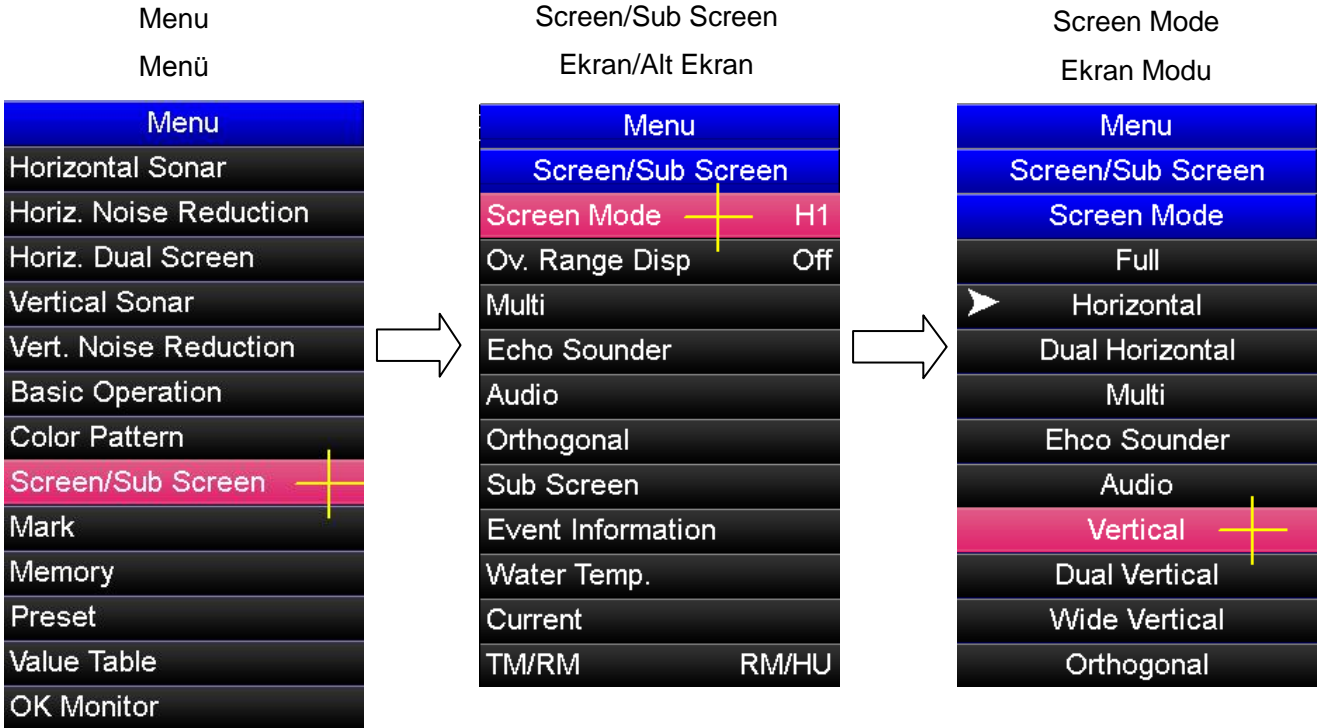 Menu
Menü
Menu
Horizontal Sonar
Horiz. Noise Reduction
Horiz. Dual Screen
Vertical Sonar
Vert. Noise Reduction
Basic Operation
Color Pattern
Screen/Sub Screen
Mark
Memory
Preset
Value Table
OK Monitor
Screen/Sub Screen
Ekran/Alt Ekran
Menu
Screen/Sub Screen
Screen Mode H1
Ov. Range Disp Off
Multi
Echo Sounder
Audio
Orthogonal
Sub Screen
Event Information
Water Temp.
Current
TM/RM RM/HU
Screen Mode
Ekran Modu
Menu
Screen/Sub Screen
Screen Mode
Full
Horizontal
Dual Horizontal
Multi
Ehco Sounder
Audio
Vertical
Dual Vertical
Wide Vertical
Orthogonal